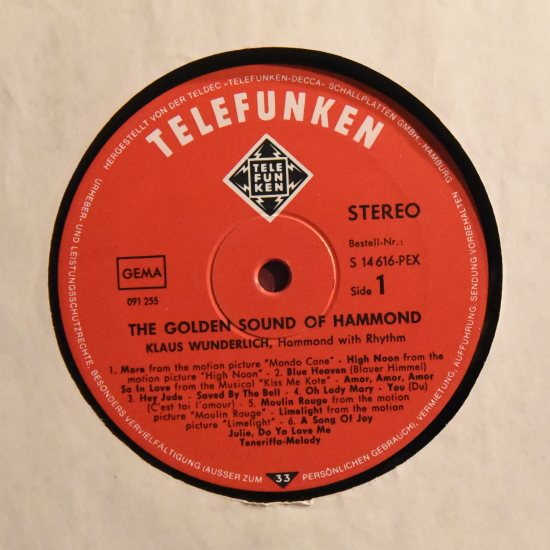 HERGESTELLT VON DER TELDEC »TELEFUNKEN-DECCA« SCHALLPLATTEN GMBH., HAMBURG
TELEFUNKEN
TELE
FUN
KEN
STEREO
Bestell-Nr.:
S 14 616-PEX
GEMA
091 255
Side 1
THE GOLDEN SOUND OF HAMMOND
KLAUS WUNDERLICH, Hammond with Rhythm
1. More from the motion picture "Mondo Cane" - High Noon from the
motion picture "High Noon" - 2. Blue Heaven (Blauer Himmel)
So In Love from the Musical "Kiss Me Kate" - Amor, Amor, Amor
3. Hey Jude - Saved By The Bell - 4. Oh Lady Mary - You (Du)
(C'est toi l'amour) - 5. Moulin Rouge from the motion
picture "Moulin Rouge" - Limelight from the motion
picture "Limelight" - 6. A Song Of Joy
Julie, Do Ya Love Me
Teneriffa-Melody
URHEBER- UND LEISTUNGSSCHUTZRECHTE, BESONDERS VERVIELFÄLTIGUNG (AUSSER ZUM
33
PERSÖNLICHEN GEBRAUCH), VERMIETUNG, AUFFÜHRUNG, SENDUNG VORBEHALTEN